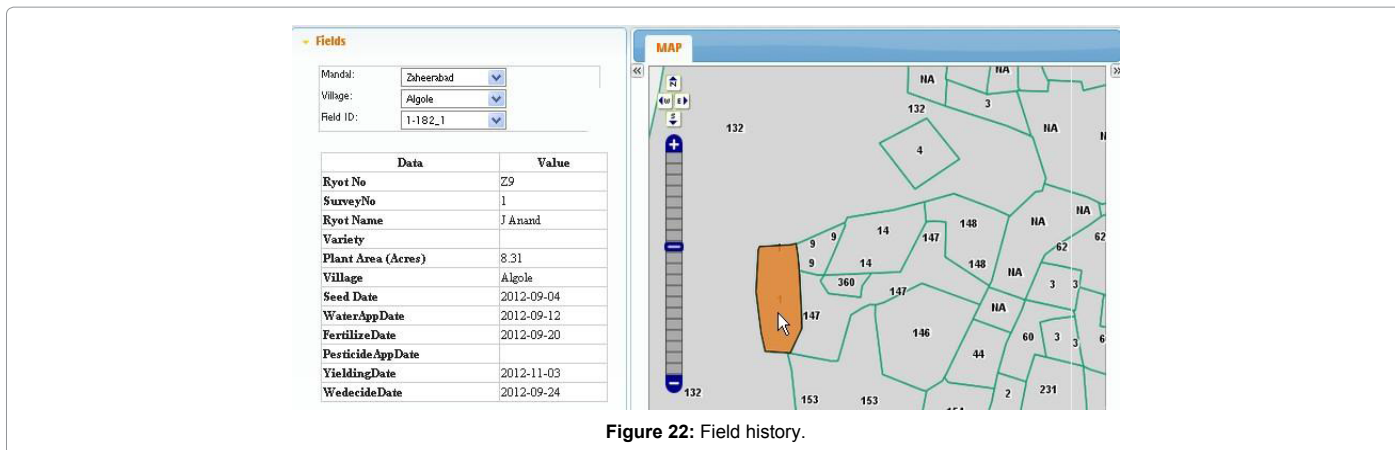 Fields
Mandal: Zaheerabad
Village: Algole
Field ID: 1-182_1
Data Value
Ryot No Z9
SurveyNo 1
Ryot Name J Anand
Variety
Plant Area (Acres) 8.31
Village Algole
Seed Date 2012-09-04
WaterAppDate 2012-09-12
FertilizeDate 2012-09-20
PesticideAppDate
YieldingDate 2012-11-03
WedecideDate 2012-09-24
MAP
N
W E
S
NA NA
132 3
132 NA N
4
NA NA
9 9 14 147 148 62 62
9 14 148 NA 3 3
360 147
1
1
147 NA
146 60 3 3 6
44
132 153 153 2 231
Figure 22: Field history.